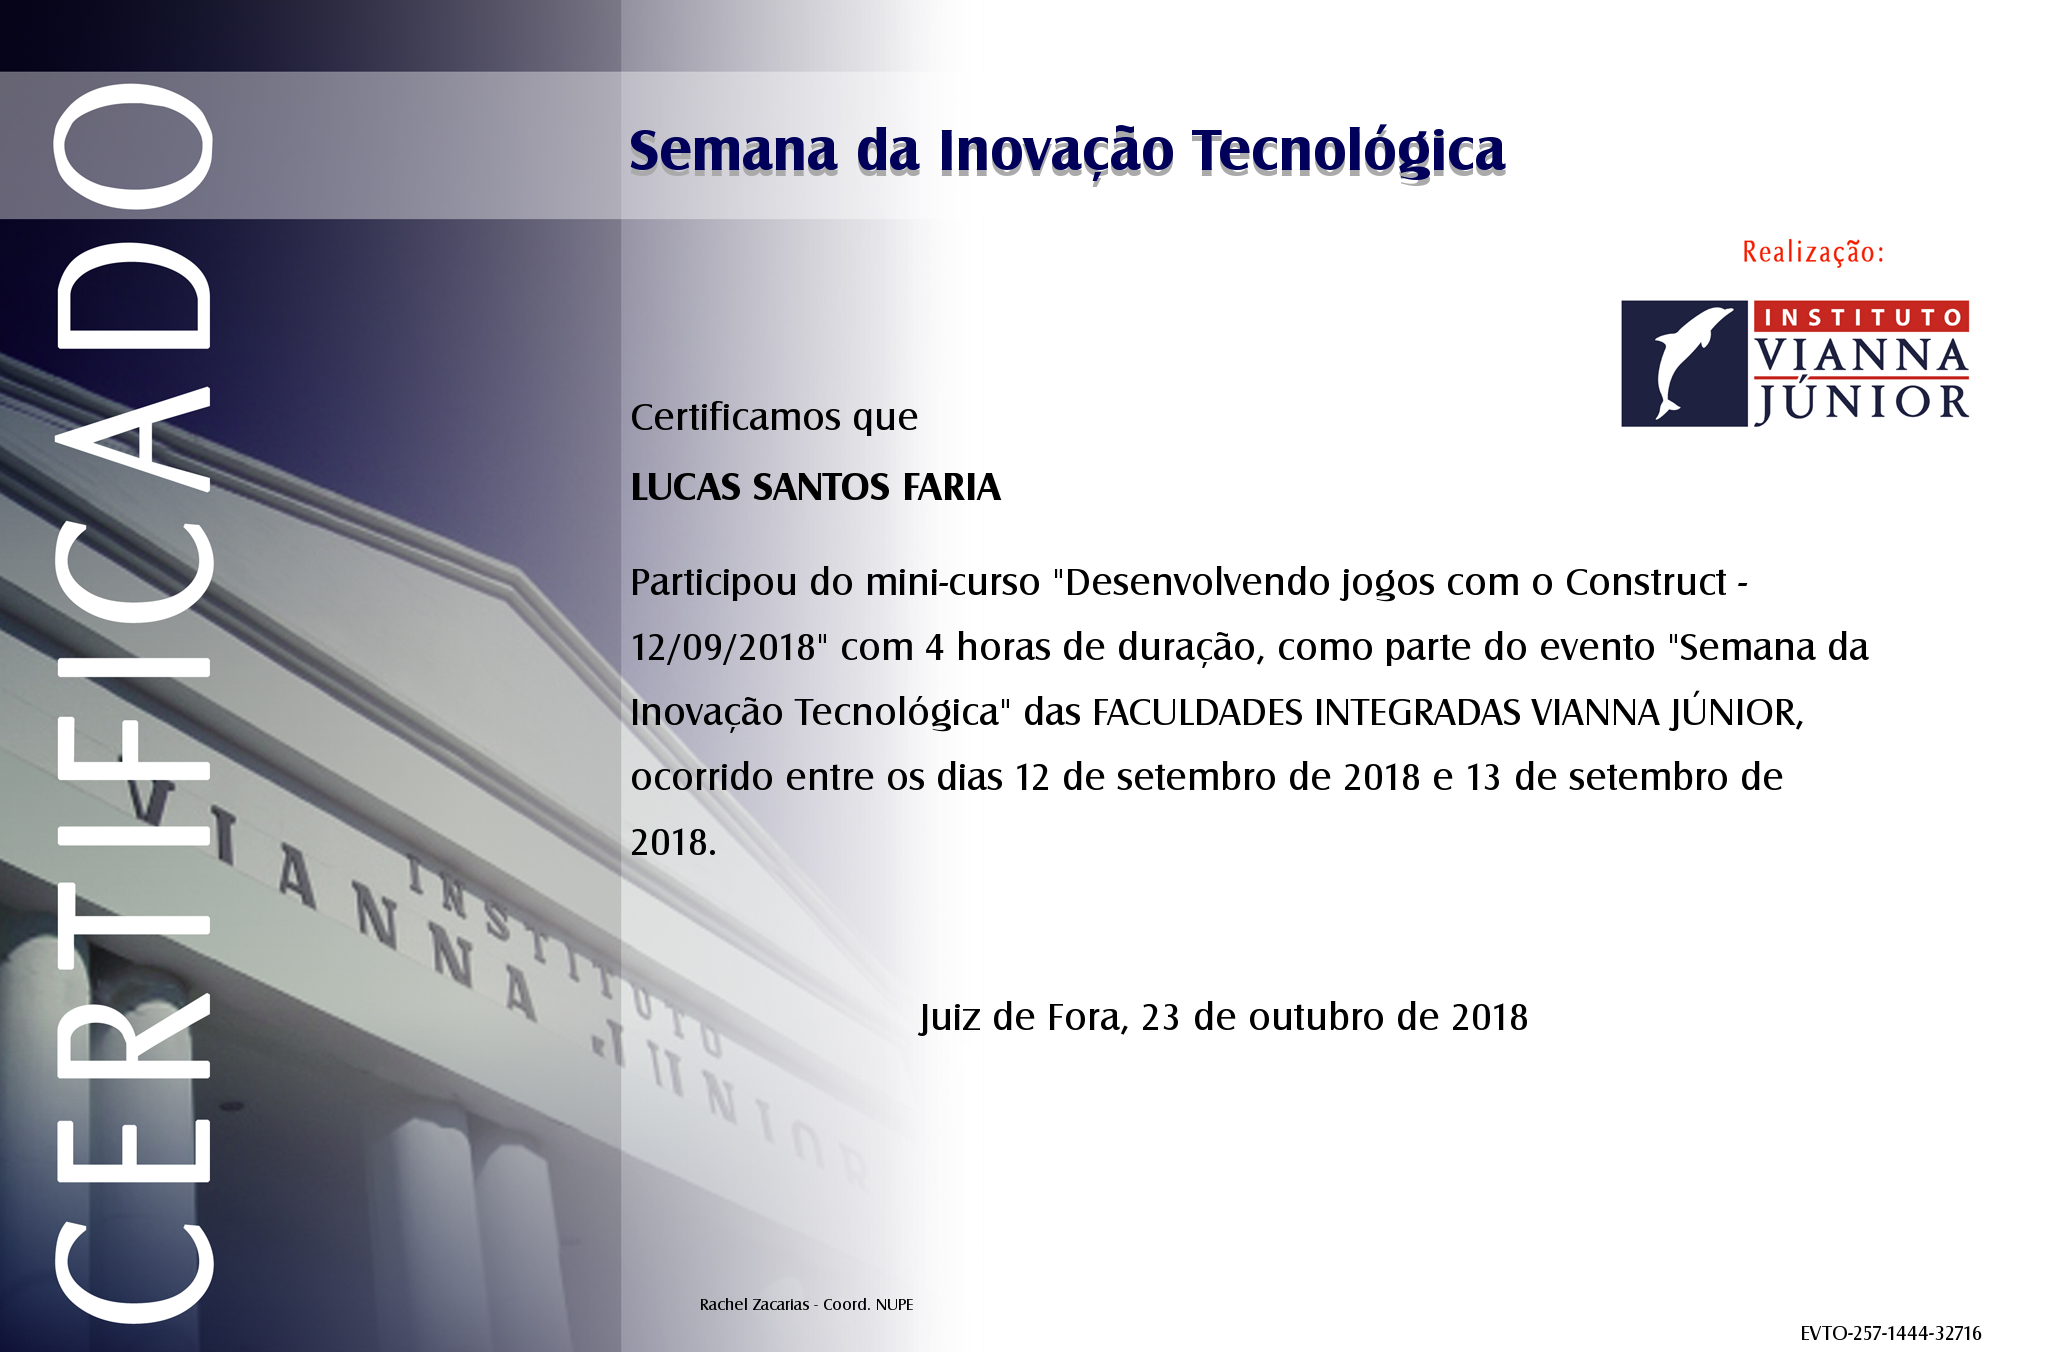 CERTIFICADO
Semana da Inovação Tecnológica
Realização:
INSTITUTO
VIANNA
JÚNIOR
Certificamos que
LUCAS SANTOS FARIA
Participou do mini-curso "Desenvolvendo jogos com o Construct -
12/09/2018" com 4 horas de duração, como parte do evento "Semana da
Inovação Tecnológica" das FACULDADES INTEGRADAS VIANNA JÚNIOR,
ocorrido entre os dias 12 de setembro de 2018 e 13 de setembro de
2018.
INSTITUTO
VIANNA JÚNIOR
Juiz de Fora, 23 de outubro de 2018
Rachel Zacarias - Coord. NUPE
EVTO-257-1444-32716